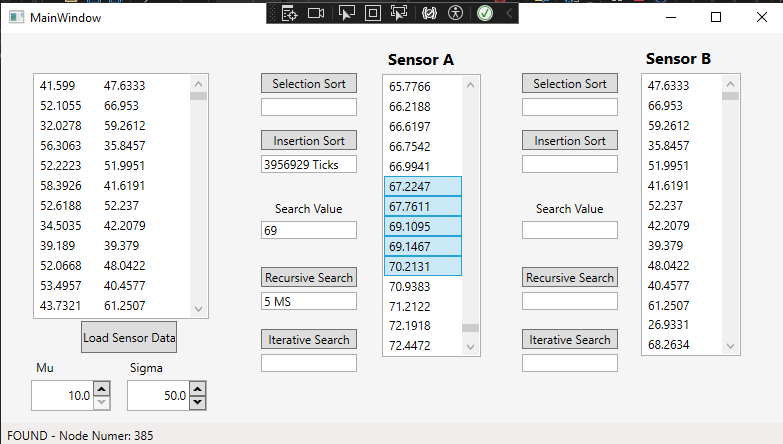 MainWindow
Sensor A
Sensor B
41.599 47.6333
52.1055 66.953
32.0278 59.2612
56.3063 35.8457
52.2223 51.9951
58.3926 41.6191
52.6188 52.237
34.5035 42.2079
39.189 39.379
52.0668 48.0422
53.4957 40.4577
43.7321 61.2507
Load Sensor Data
Mu
Sigma
10.0
50.0
Selection Sort
Insertion Sort
3956929 Ticks
Search Value
69
Recursive Search
5 MS
Iterative Search
65.7766
66.2188
66.6197
66.7542
66.9941
67.2247
67.7611
69.1095
69.1467
70.2131
70.9383
71.2122
72.1918
72.4472
Selection Sort
Insertion Sort
Search Value
Recursive Search
Iterative Search
47.6333
66.953
59.2612
35.8457
51.9951
41.6191
52.237
42.2079
39.379
48.0422
40.4577
61.2507
26.9331
68.2634
FOUND - Node Numer: 385